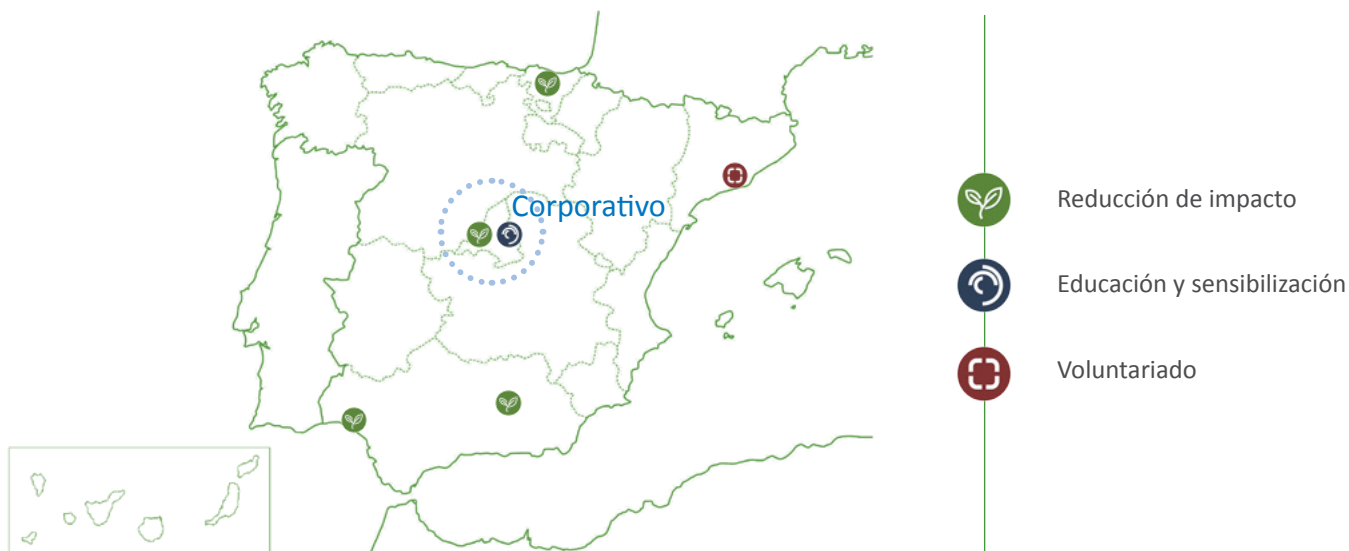 Corporativo
Reducción de impacto
Educación y sensibilización
Voluntariado